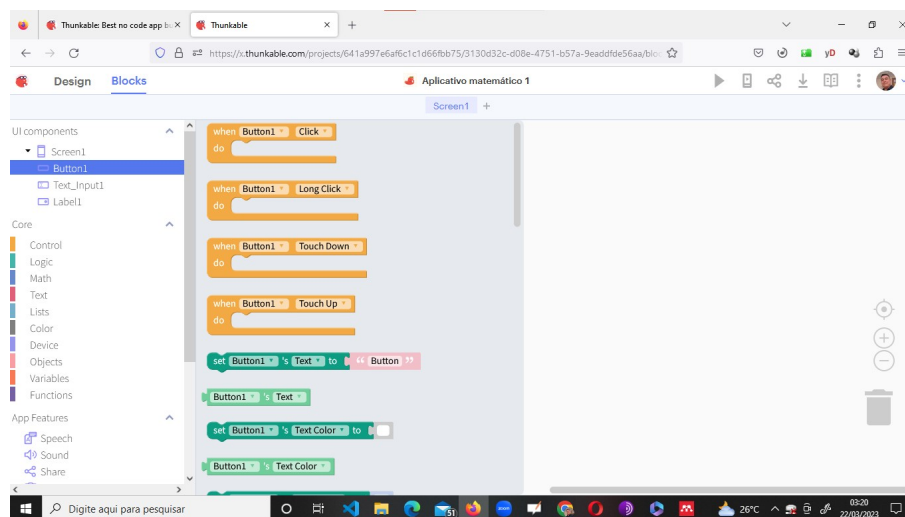 Thunkable: Best no code app bu
Thunkable
https://x.thunkable.com/projects/641a997e6af6c1c1d66fbb75/3130d32c-d08e-4751-b57a-9eaddfde56aa/bloc
Design
Blocks
Aplicativo matemático 1
Screen1 +
UI components
Screen1
Button1
Text_Input1
Label1
Core
Control
Logic
Math
Text
Lists
Color
Device
Objects
Variables
Functions
App Features
Speech
Sound
Share
when Button1 Click
do
when Button1 Long Click
do
when Button1 Touch Down
do
when Button1 Touch Up
do
set Button1 's Text to “ Button ”
Button1 's Text
set Button1 's Text Color to
Button1 's Text Color
yD
Digite aqui para pesquisar
51
zoom
26°C
03:20
22/03/2023